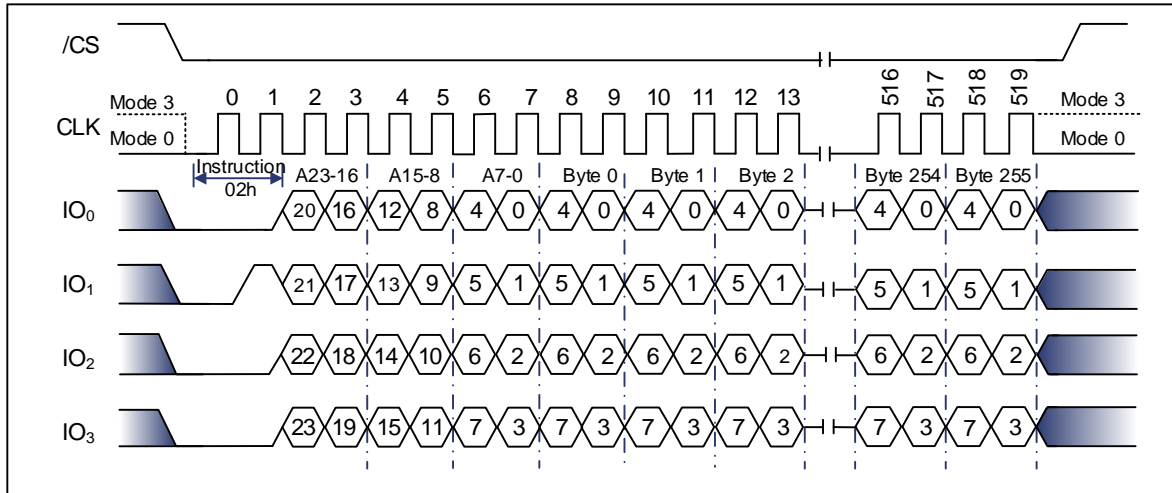 /CS
0 1 2 3 4 5 6 7 8 9 10 11 12 13 516 517 518 519
Mode 3 Mode 3
CLK
Mode 0 Mode 0
Instruction A23-16 A15-8 A7-0 Byte 0 Byte 1 Byte 2 Byte 254 Byte 255
02h
IO0 20 16 12 8 4 0 4 0 4 0 4 0 4 0 4 0
IO1 21 17 13 9 5 1 5 1 5 1 5 1 5 1 5 1
IO2 22 18 14 10 6 2 6 2 6 2 6 2 6 2 6 2
IO3 23 19 15 11 7 3 7 3 7 3 7 3 7 3 7 3